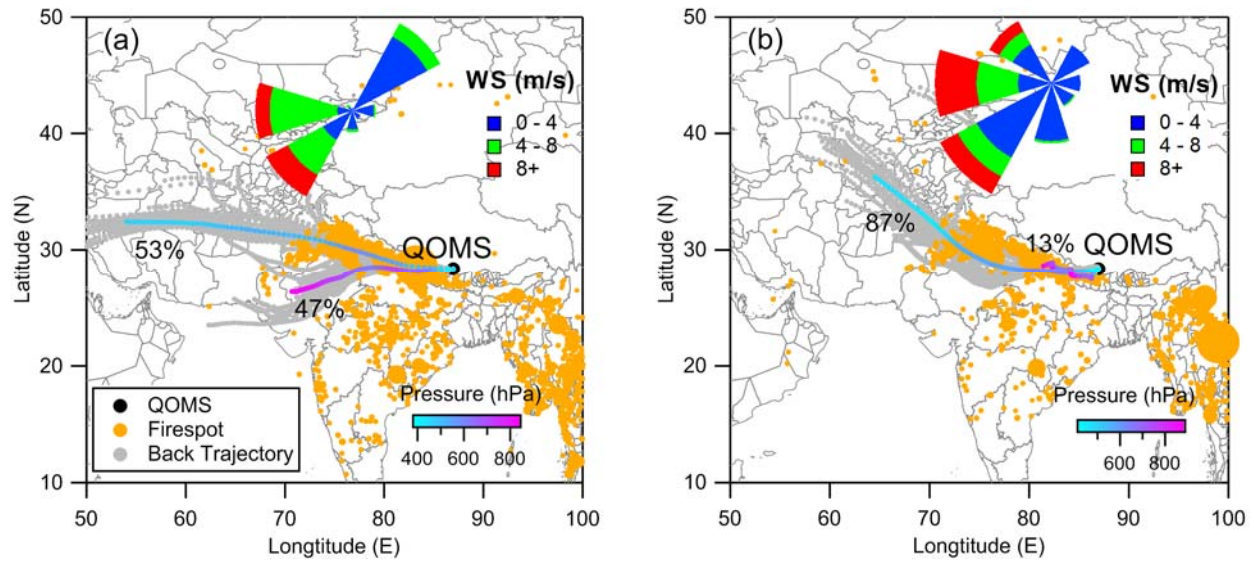 (a)
WS (m/s)
0 - 4
4 - 8
8+
53%
47%
QOMS
QOMS
Firespot
Back Trajectory
Pressure (hPa)
400 600 800
50
40
30
20
10
Latitude (N)
50 60 70 80 90 100
Longtitude (E)
(b)
WS (m/s)
0 - 4
4 - 8
8+
87%
13%
QOMS
Pressure (hPa)
600 800
50
40
30
20
10
Latitude (N)
50 60 70 80 90 100
Longtitude (E)